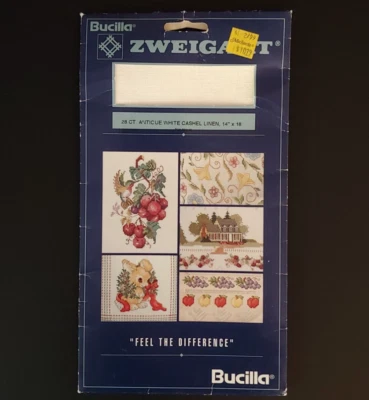 Bucilla®
ZWEIGART®
28 CT. ANTIQUE WHITE CASHEL LINEN, 14" x 18
"FEEL THE DIFFERENCE"
Bucilla®